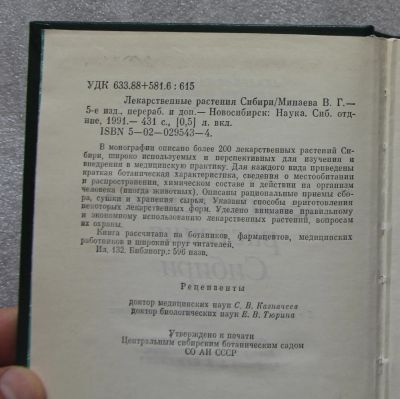 УДК 633.88+581.6 : 615
Лекарственные растения Сибири/Минаева В. Г.—
5-е изд., перераб. и доп.— Новосибирск: Наука. Сиб. отд-
ние, 1991.— 431 с., [0,5] л. вкл.
ISBN 5—02—029543—4.
В монографии описано более 200 лекарственных растений Си-
бири, широко используемых и перспективных для изучения и
внедрения в медицинскую практику. Для каждого вида приведены
краткая ботаническая характеристика, сведения о местообитании
и распространении, химическом составе и действии на организм
человека (иногда животных). Описаны рациональные приемы сбо-
ра, сушки и хранения сырья. Указаны способы приготовления
некоторых лекарственных форм. Уделено внимание правильному
и экономному использованию лекарственных растений, вопросам
их охраны.
Книга рассчитана на ботаников, фармацевтов, медицинских
работников и широкий круг читателей.
Ил. 132. Библиогр.: 596 назв.
Рецензенты
доктор медицинских наук С. В. Казначеев
доктор биологических наук Е. В. Тюрина
Утверждено к печати
Центральным сибирским ботаническим садом
СО АН СССР